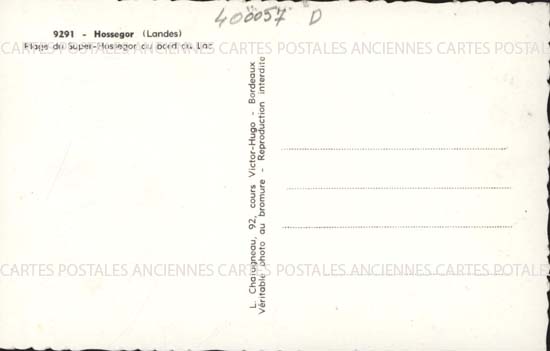 400057 D
9291 - Hossegor (Landes)
Plage du Super-Hossegor au bord du Lac
CARTES POSTALES ANCIENNES CARTES POSTALES ANCIENNES CARTES POSTALES
L. Chatagneau, 92, cours Victor-Hugo - Bordeaux
Véritable photo au bromure - Reproduction interdite
CARTES POSTALES ANCIENNES CARTES POSTALES ANCIENNES CARTES POSTALES